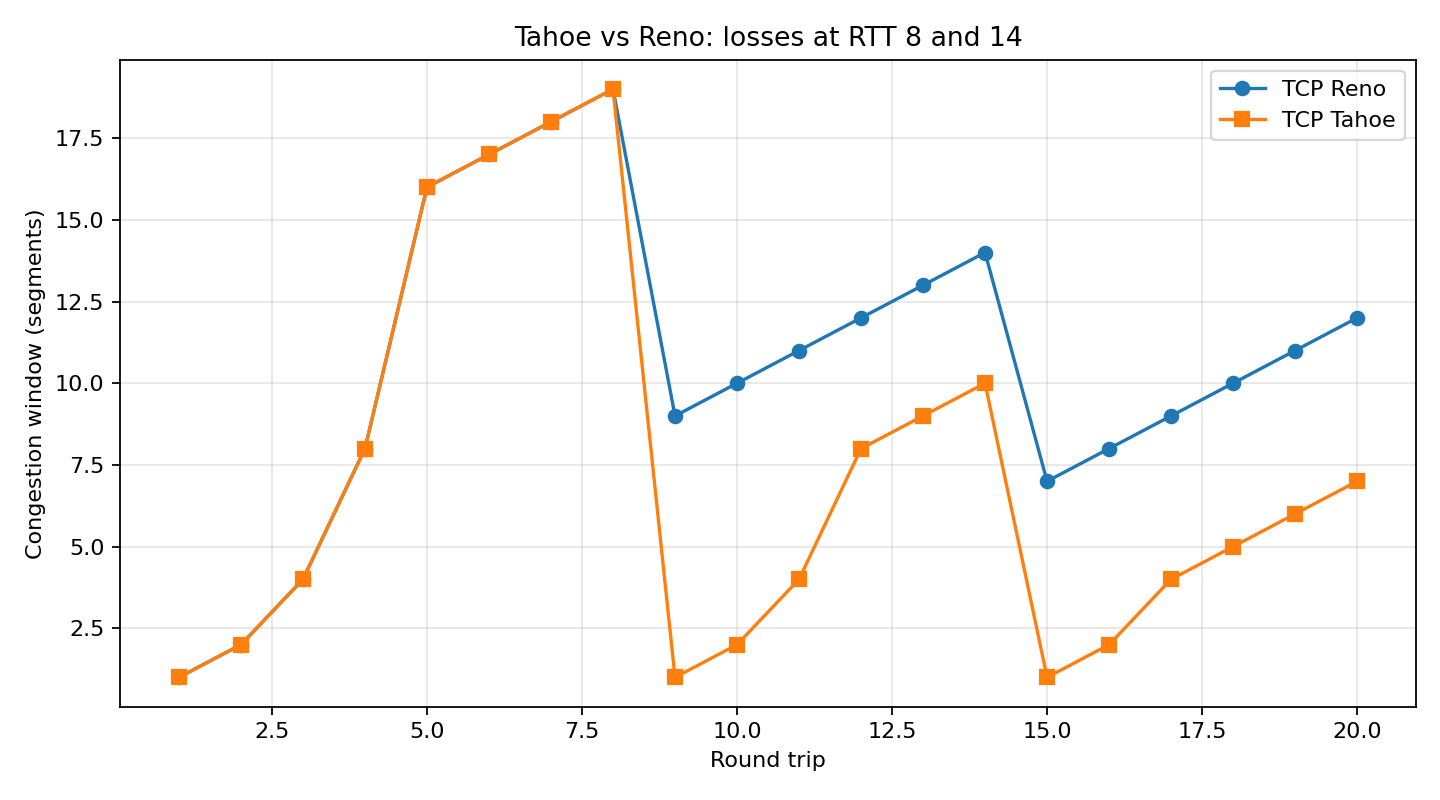 Tahoe vs Reno: losses at RTT 8 and 14
TCP Reno
TCP Tahoe
Congestion window (segments)
17.5
15.0
12.5
10.0
7.5
5.0
2.5
2.5 5.0 7.5 10.0 12.5 15.0 17.5 20.0
Round trip